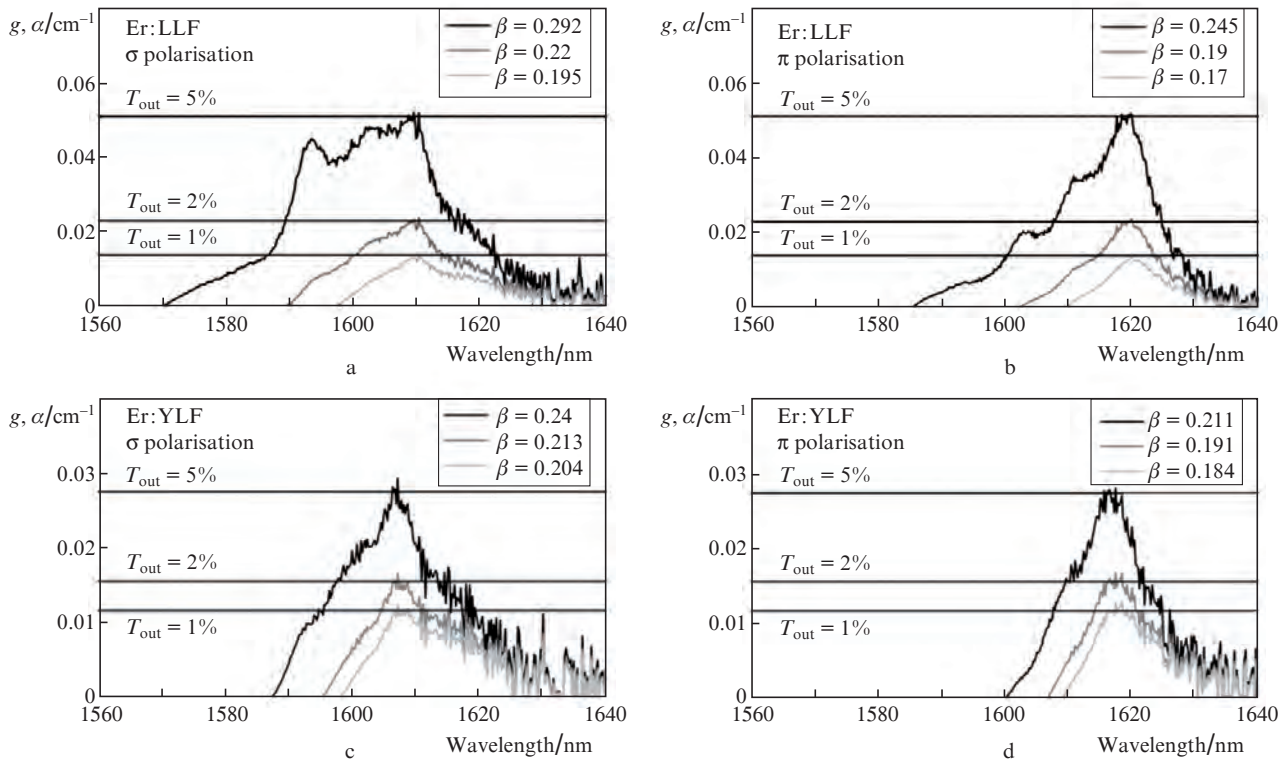 g, α/cm⁻¹
Er:LLF
σ polarisation
β = 0.292
β = 0.22
β = 0.195
T_out = 5%
T_out = 2%
T_out = 1%
0.06
0.04
0.02
0
1560 1580 1600 1620 1640
Wavelength/nm
a
g, α/cm⁻¹
Er:LLF
π polarisation
β = 0.245
β = 0.19
β = 0.17
T_out = 5%
T_out = 2%
T_out = 1%
0.06
0.04
0.02
0
1560 1580 1600 1620 1640
Wavelength/nm
b
g, α/cm⁻¹
Er:YLF
σ polarisation
β = 0.24
β = 0.213
β = 0.204
T_out = 5%
T_out = 2%
T_out = 1%
0.03
0.02
0.01
0
1560 1580 1600 1620 1640
Wavelength/nm
c
g, α/cm⁻¹
Er:YLF
π polarisation
β = 0.211
β = 0.191
β = 0.184
T_out = 5%
T_out = 2%
T_out = 1%
0.03
0.02
0.01
0
1560 1580 1600 1620 1640
Wavelength/nm
d